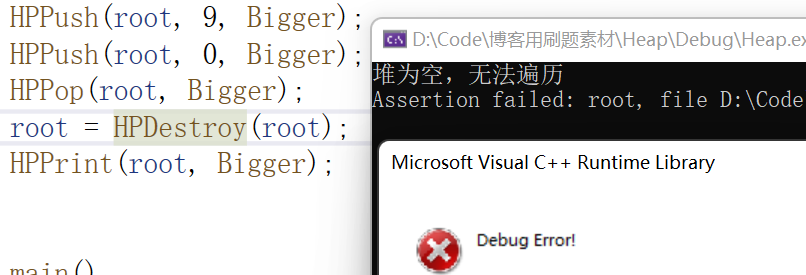 HPPush(root, 9, Bigger);
HPPush(root, 0, Bigger);
HPPop(root, Bigger);
root = HPDestroy(root);
HPPrint(root, Bigger);
main()
D:\Code\博客用刷题素材\Heap\Debug\Heap.ex
堆为空，无法遍历
Assertion failed: root, file D:\Code
Microsoft Visual C++ Runtime Library
Debug Error!